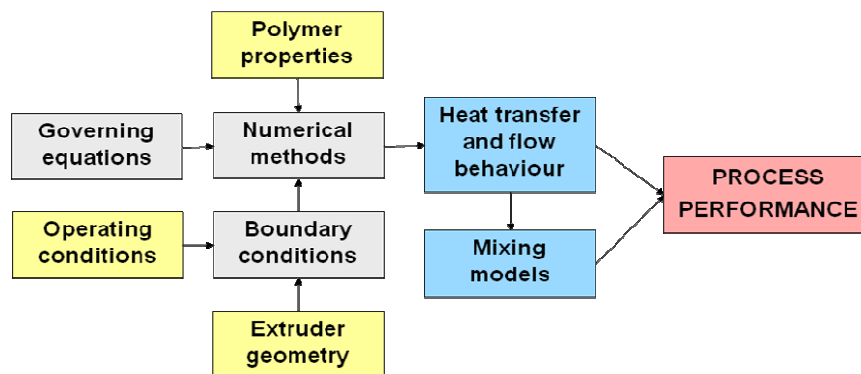 Polymer
properties
Governing
equations
Numerical
methods
Heat transfer
and flow
behaviour
PROCESS
PERFORMANCE
Operating
conditions
Boundary
conditions
Mixing
models
Extruder
geometry